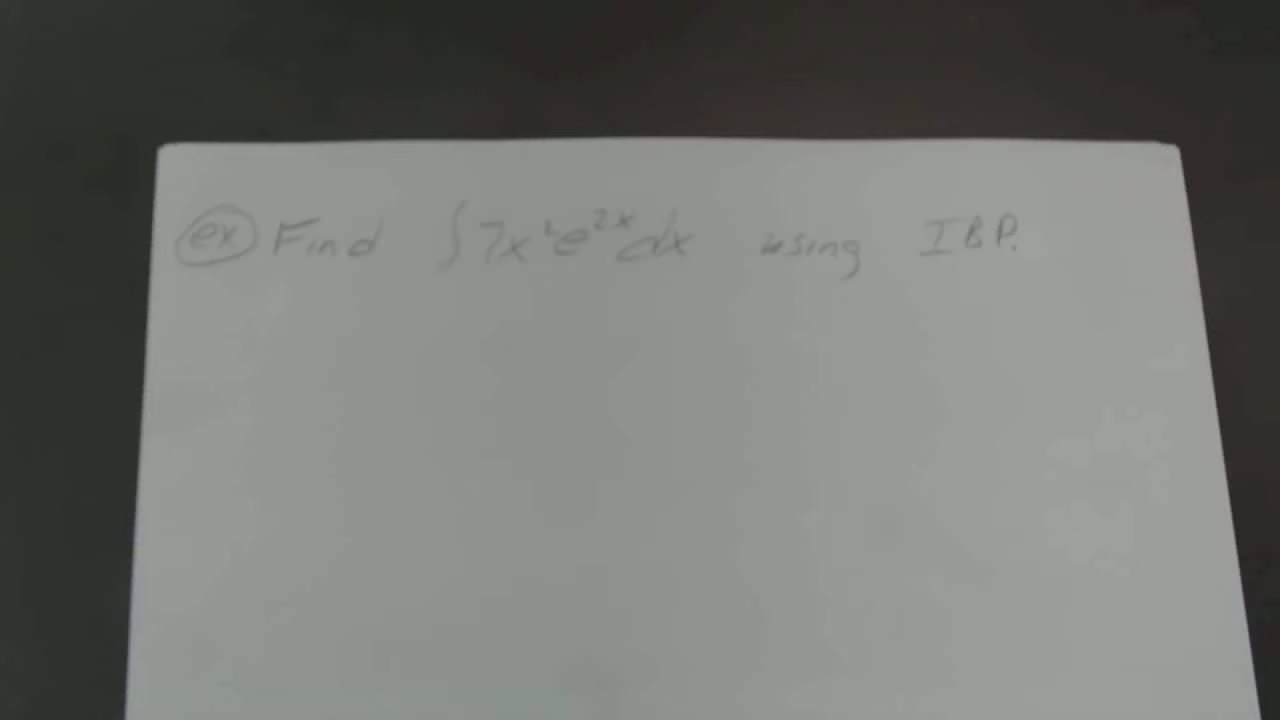 ex Find ∫7x²e²ˣdx using IBP.